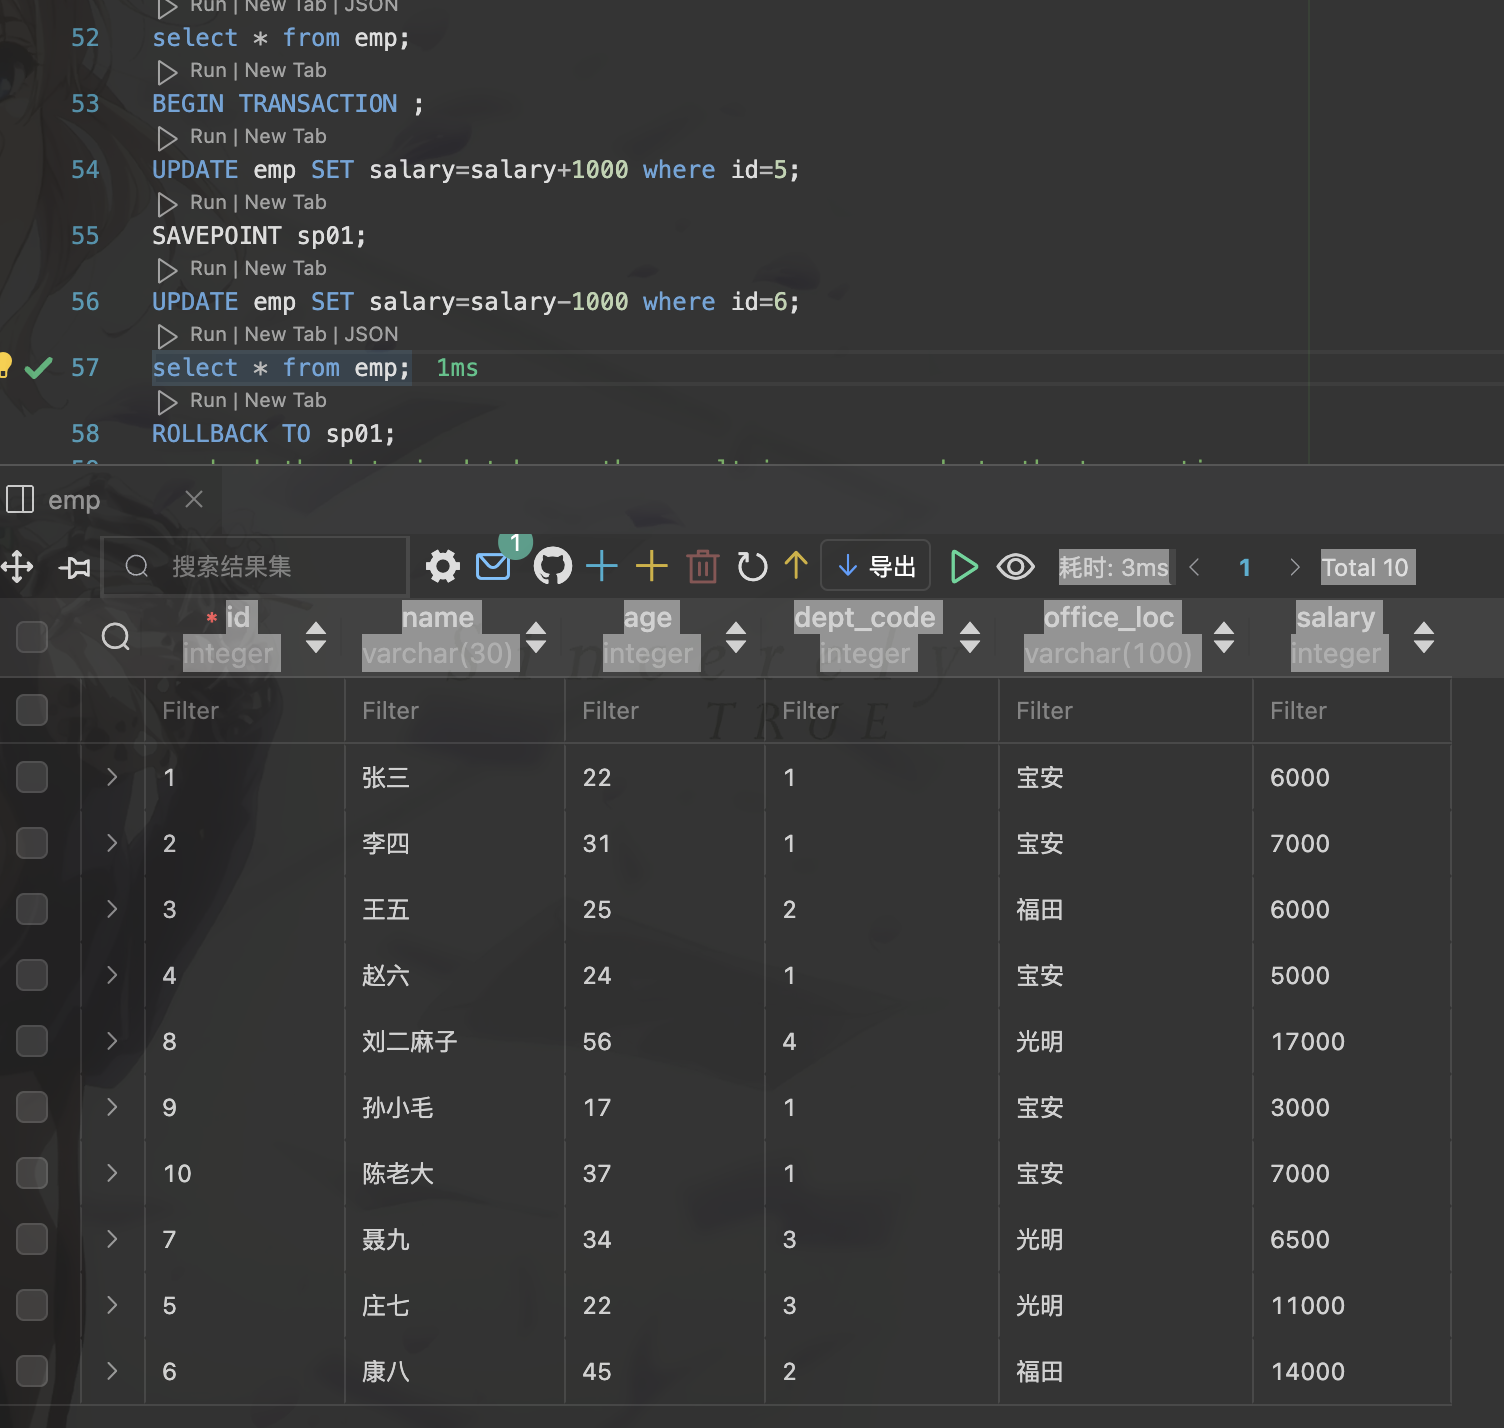 Run | New Tab | JSON
52 select * from emp;
Run | New Tab
53 BEGIN TRANSACTION ;
Run | New Tab
54 UPDATE emp SET salary=salary+1000 where id=5;
Run | New Tab
55 SAVEPOINT sp01;
Run | New Tab
56 UPDATE emp SET salary=salary-1000 where id=6;
Run | New Tab | JSON
57 select * from emp; 1ms
Run | New Tab
58 ROLLBACK TO sp01;
emp
搜索结果集 1 导出 耗时: 3ms 1 Total 10
* id name age dept_code office_loc salary
integer varchar(30) integer integer varchar(100) integer
Sincerely
TRUE
Filter Filter Filter Filter Filter Filter
1 张三 22 1 宝安 6000
2 李四 31 1 宝安 7000
3 王五 25 2 福田 6000
4 赵六 24 1 宝安 5000
8 刘二麻子 56 4 光明 17000
9 孙小毛 17 1 宝安 3000
10 陈老大 37 1 宝安 7000
7 聂九 34 3 光明 6500
5 庄七 22 3 光明 11000
6 康八 45 2 福田 14000